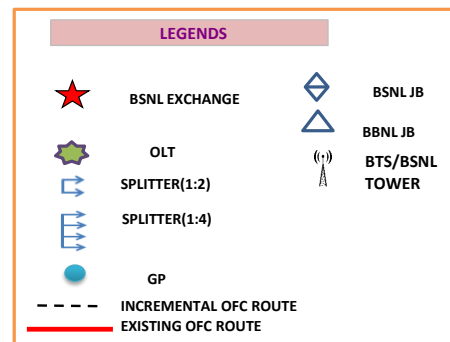 LEGENDS
BSNL EXCHANGE
OLT
SPLITTER(1:2)
SPLITTER(1:4)
GP
INCREMENTAL OFC ROUTE
EXISTING OFC ROUTE
BSNL JB
BBNL JB
BTS/BSNL
TOWER